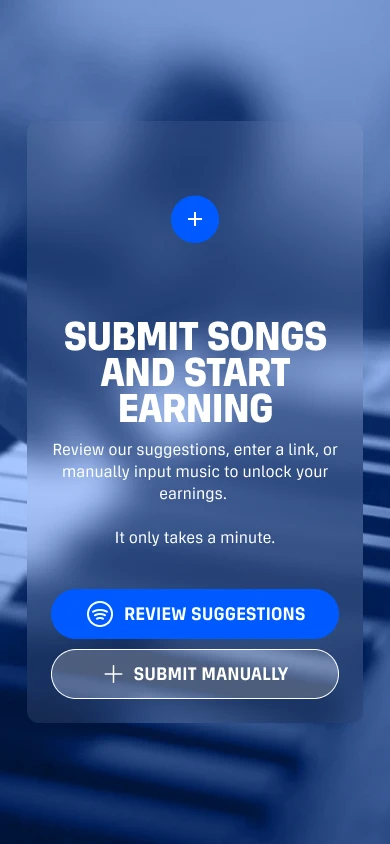 SUBMIT SONGS
AND START
EARNING
Review our suggestions, enter a link, or
manually input music to unlock your
earnings.
It only takes a minute.
REVIEW SUGGESTIONS
SUBMIT MANUALLY